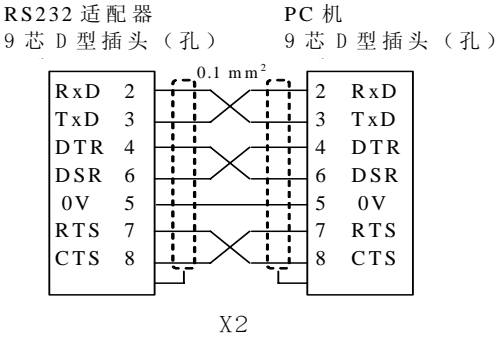 RS232 适配器 PC 机
9 芯 D 型插头（孔） 9 芯 D 型插头（孔）
0.1 mm²
RxD 2 2 RxD
TxD 3 3 TxD
DTR 4 4 DTR
DSR 6 6 DSR
0V 5 5 0V
RTS 7 7 RTS
CTS 8 8 CTS
X2